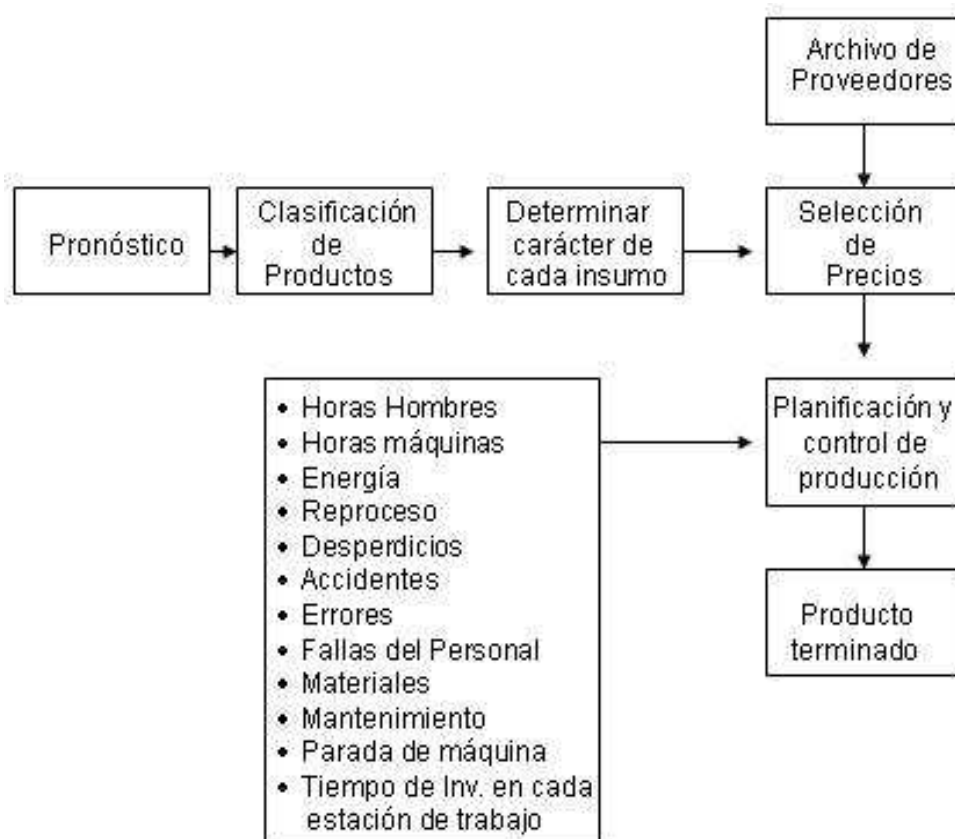 Archivo de
Proveedores
Pronóstico
Clasificación
de
Productos
Determinar
carácter de
cada insumo
Selección
de
Precios
• Horas Hombres
• Horas máquinas
• Energía
• Reproceso
• Desperdicios
• Accidentes
• Errores
• Fallas del Personal
• Materiales
• Mantenimiento
• Parada de máquina
• Tiempo de Inv. en cada
estación de trabajo
Planificación y
control de
producción
Producto
terminado